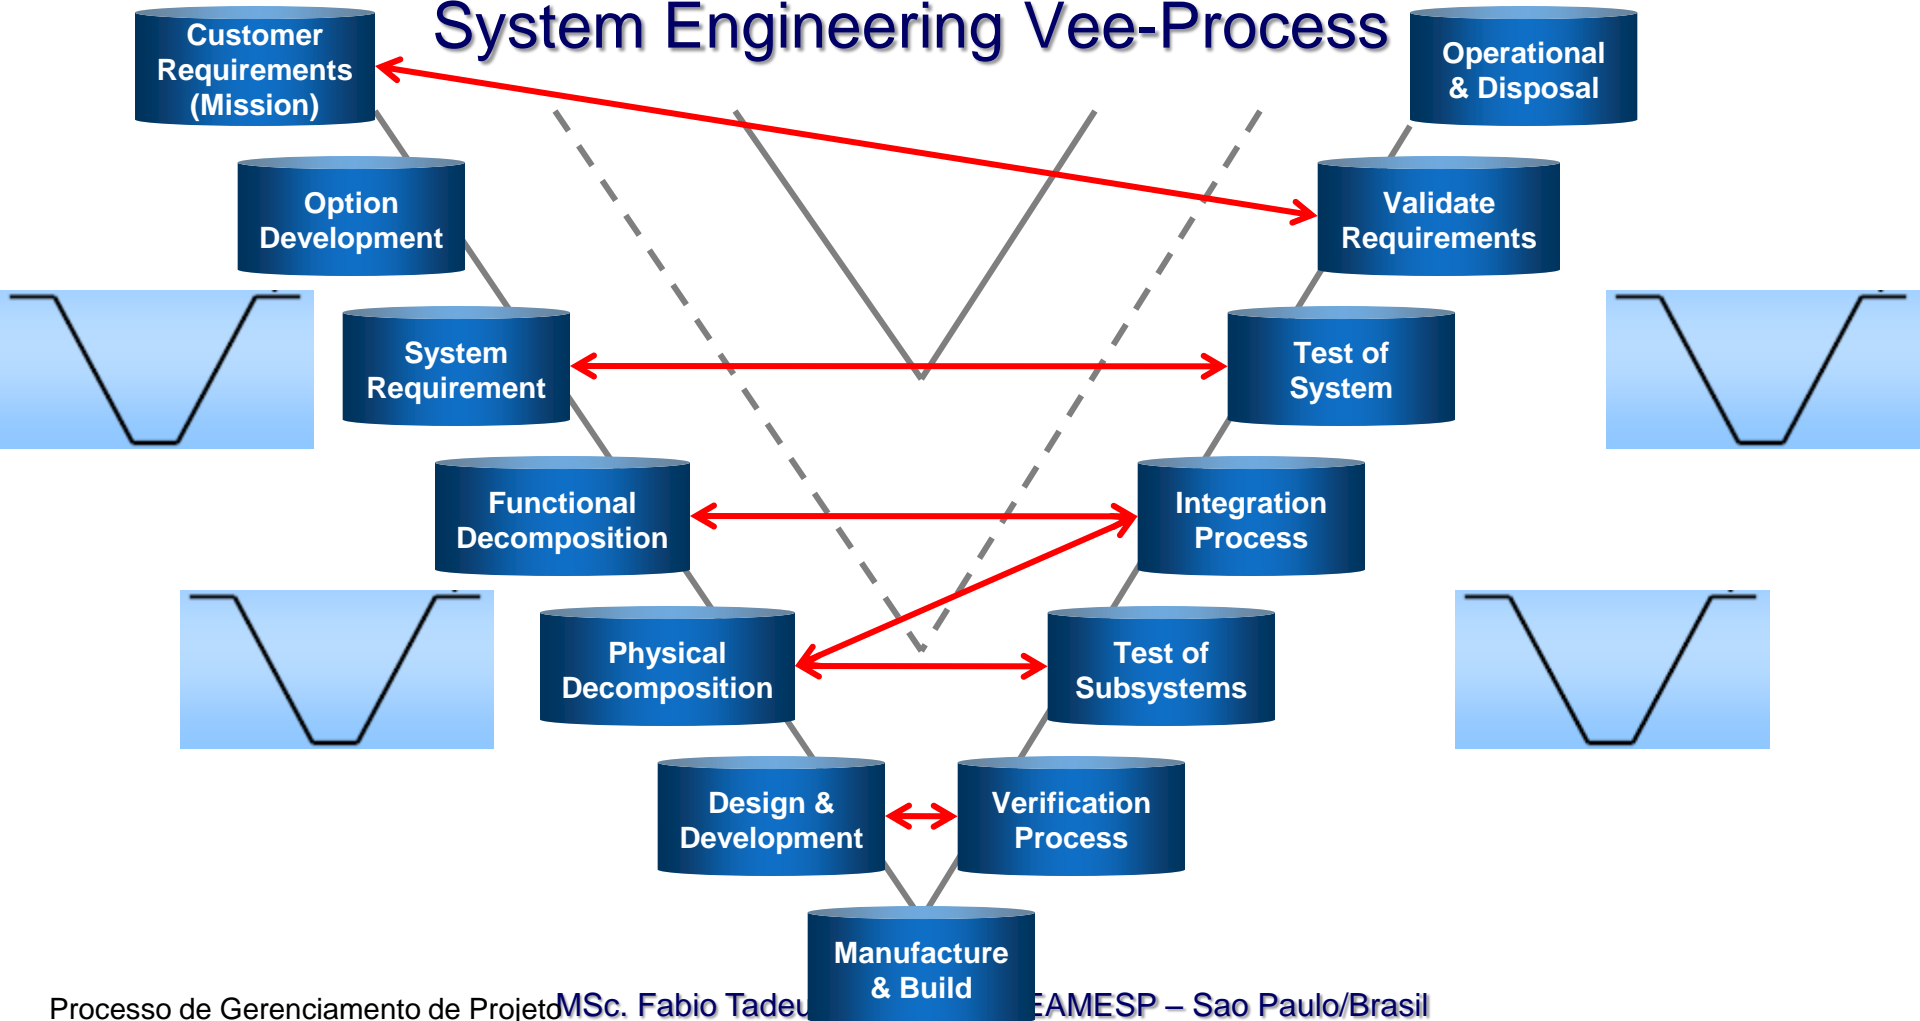 System Engineering Vee-Process
Customer
Requirements
(Mission)
Operational
& Disposal
Option
Development
Validate
Requirements
System
Requirement
Test of
System
Functional
Decomposition
Integration
Process
Physical
Decomposition
Test of
Subsystems
Design &
Development
Verification
Process
Manufacture
& Build
Processo de Gerenciamento de Projeto
MSc. Fabio Tadeu – Sao Paulo/Brasil